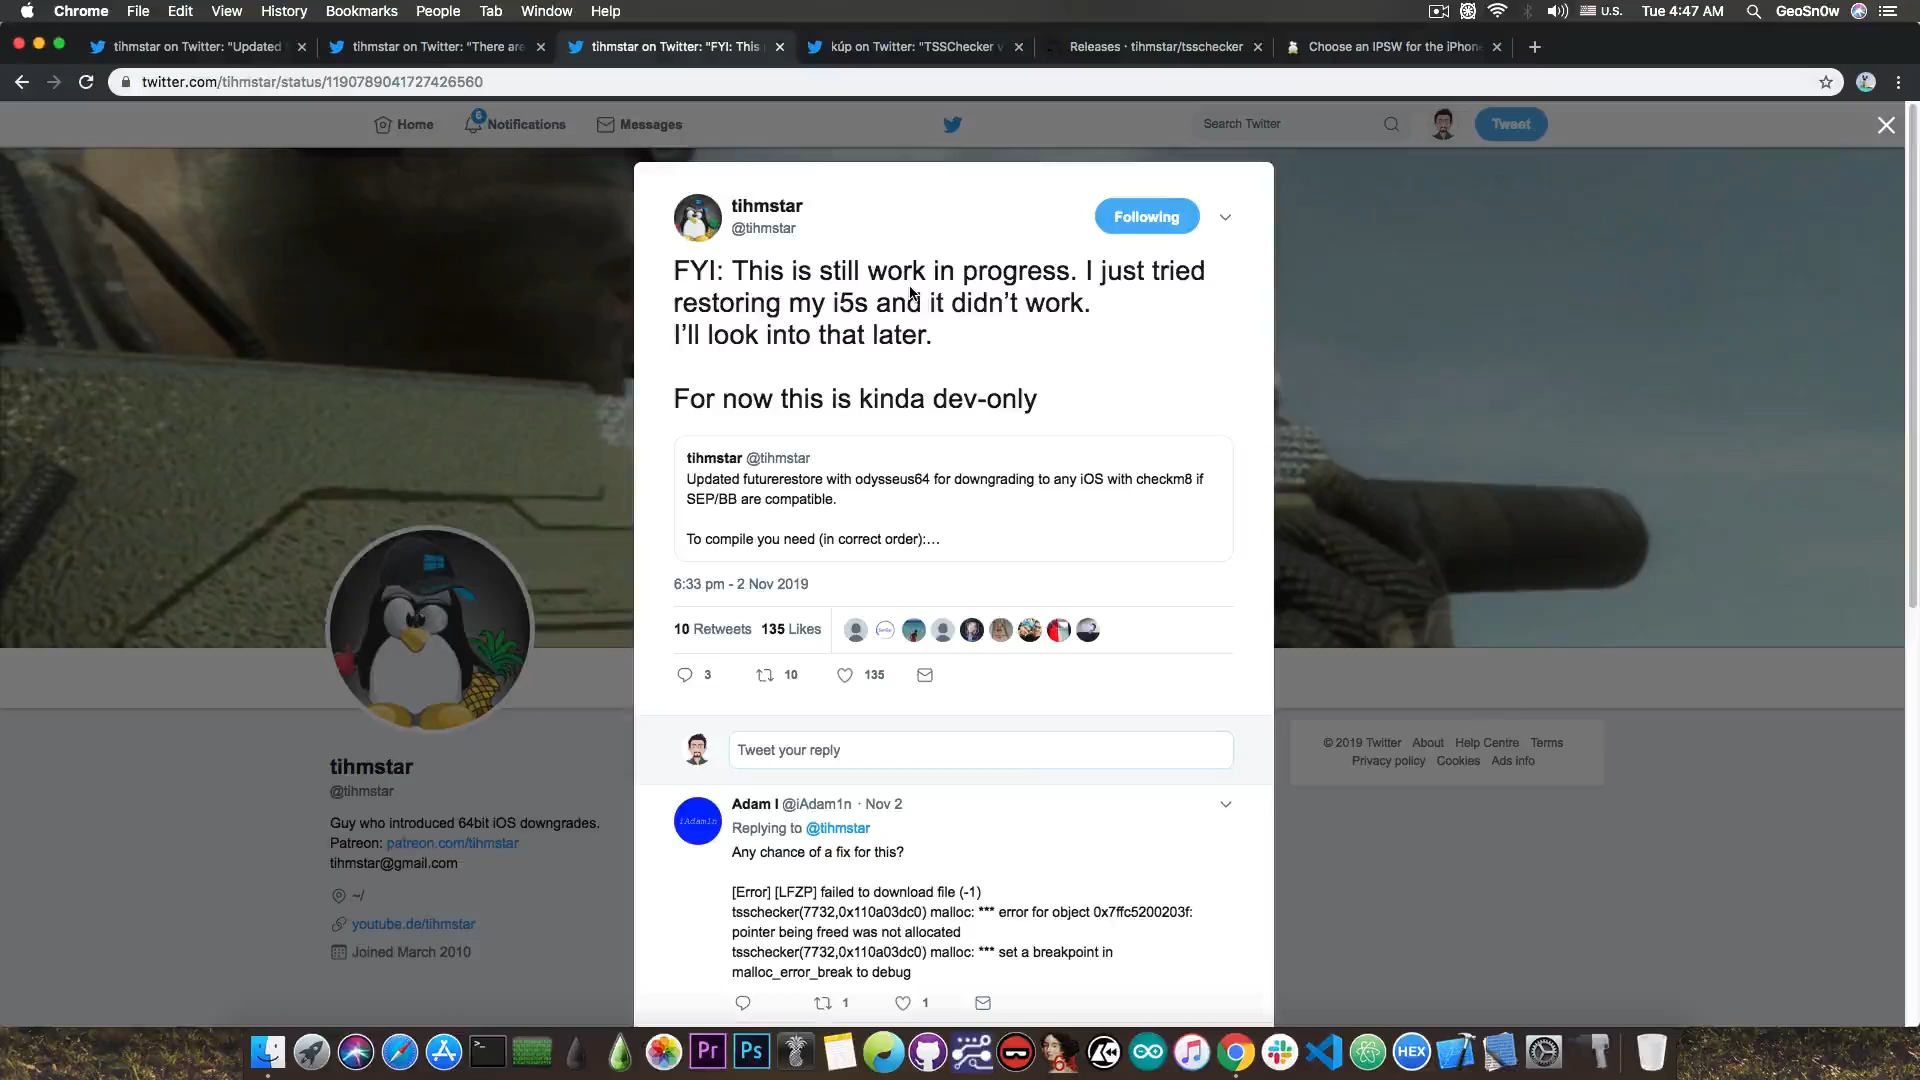 Chrome File Edit View History Bookmarks People Tab Window Help
U.S. Tue 4:47 AM GeoSn0w
tihmstar on Twitter: "Updated
tihmstar on Twitter: "There are
tihmstar on Twitter: "FYI: This
kúp on Twitter: "TSSChecker v
Releases · tihmstar/tsschecker
Choose an IPSW for the iPhon
twitter.com/tihmstar/status/1190789041727426560
Home 6 Notifications Messages
Search Twitter
Tweet
tihmstar
@tihmstar
Following
FYI: This is still work in progress. I just tried
restoring my i5s and it didn't work.
I'll look into that later.
For now this is kinda dev-only
tihmstar @tihmstar
Updated futurerestore with odysseus64 for downgrading to any iOS with checkm8 if
SEP/BB are compatible.
To compile you need (in correct order):…
6:33 pm - 2 Nov 2019
10 Retweets 135 Likes
3 10 135
Tweet your reply
Adam I @iAdam1n · Nov 2
iAdam1n
Replying to @tihmstar
Any chance of a fix for this?
[Error] [LFZP] failed to download file (-1)
tsschecker(7732,0x110a03dc0) malloc: *** error for object 0x7ffc5200203f:
pointer being freed was not allocated
tsschecker(7732,0x110a03dc0) malloc: *** set a breakpoint in
malloc_error_break to debug
1 1
tihmstar
@tihmstar
Guy who introduced 64bit iOS downgrades.
Patreon: patreon.com/tihmstar
tihmstar@gmail.com
~/
youtube.de/tihmstar
Joined March 2010
© 2019 Twitter About Help Centre Terms
Privacy policy Cookies Ads info
Pr Ps 64 HEX